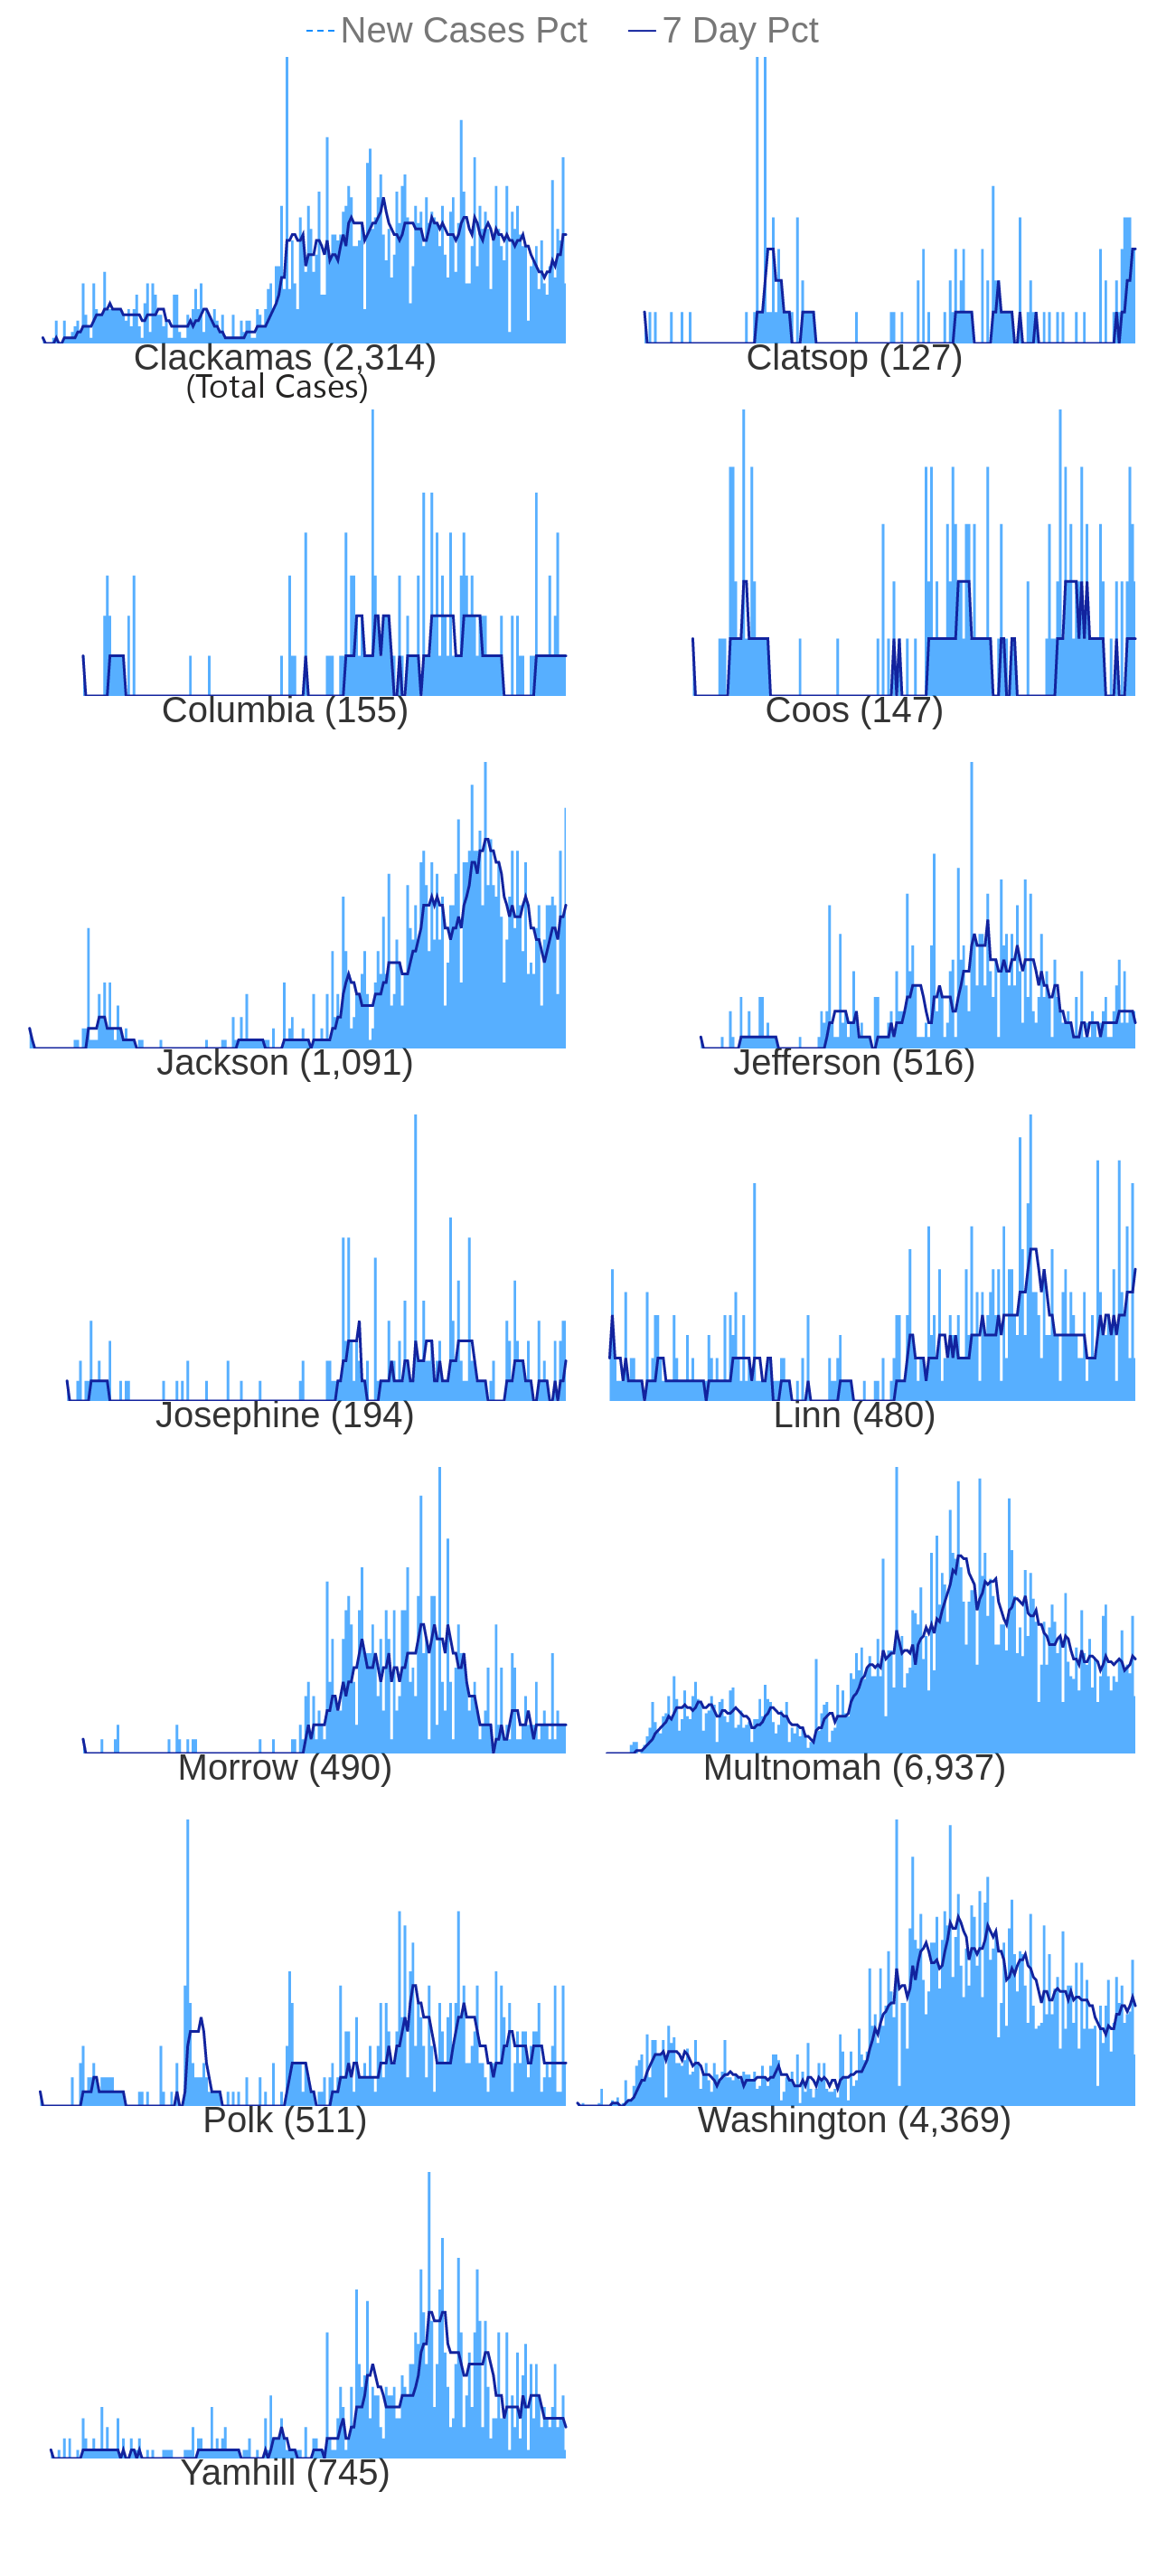 New Cases Pct 7 Day Pct
Clackamas (2,314) Clatsop (127)
(Total Cases)
Columbia (155) Coos (147)
Jackson (1,091) Jefferson (516)
Josephine (194) Linn (480)
Morrow (490) Multnomah (6,937)
Polk (511) Washington (4,369)
Yamhill (745)